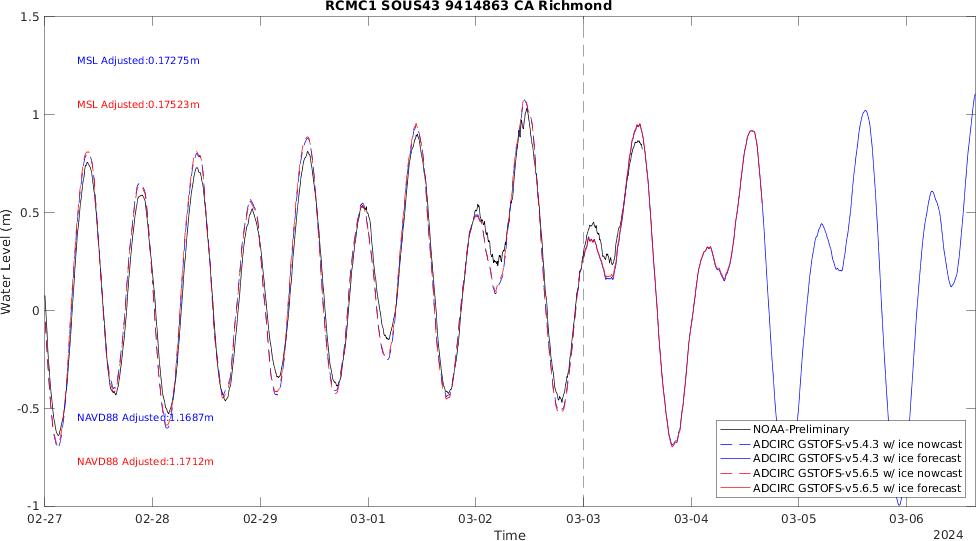 RCMC1 SOUS43 9414863 CA Richmond
1.5
1
0.5
0
-0.5
-1
Water Level (m)
MSL Adjusted:0.17275m
MSL Adjusted:0.17523m
NAVD88 Adjusted:1.1687m
NAVD88 Adjusted:1.1712m
NOAA-Preliminary
ADCIRC GSTOFS-v5.4.3 w/ ice nowcast
ADCIRC GSTOFS-v5.4.3 w/ ice forecast
ADCIRC GSTOFS-v5.6.5 w/ ice nowcast
ADCIRC GSTOFS-v5.6.5 w/ ice forecast
02-27 02-28 02-29 03-01 03-02 03-03 03-04 03-05 03-06
Time
2024